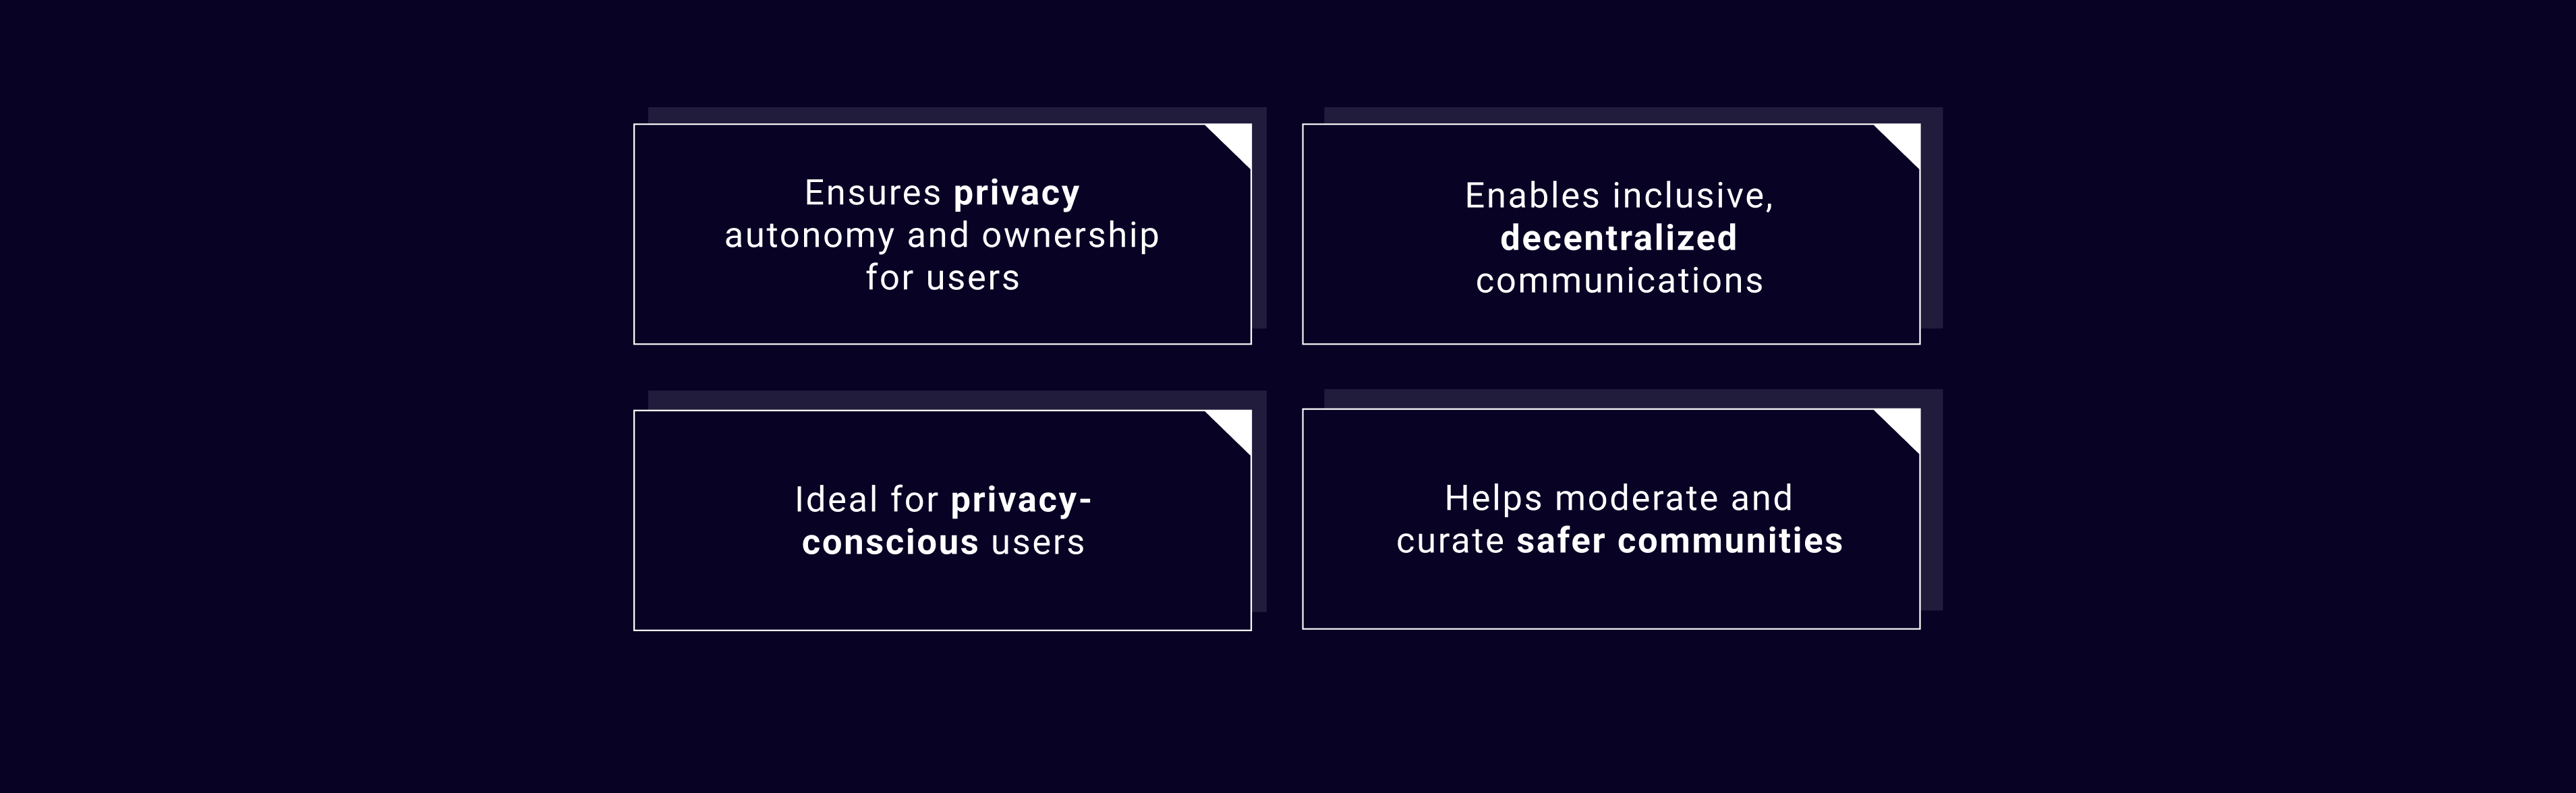 Ensures privacy
autonomy and ownership
for users
Enables inclusive,
decentralized
communications
Ideal for privacy-
conscious users
Helps moderate and
curate safer communities